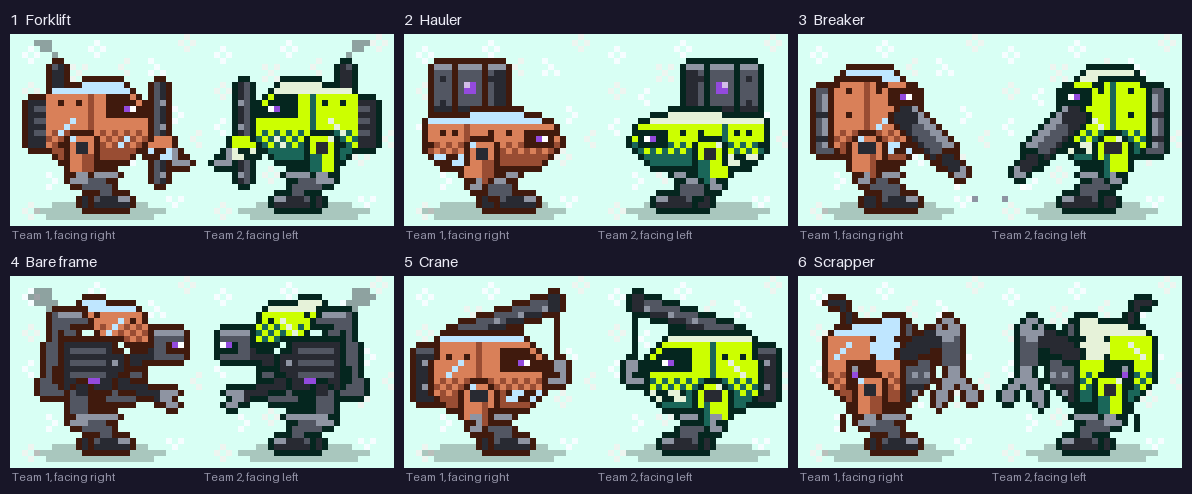 1 Forklift
2 Hauler
3 Breaker
Team 1, facing right
Team 2, facing left
Team 1, facing right
Team 2, facing left
Team 1, facing right
Team 2, facing left
4 Bare frame
5 Crane
6 Scrapper
Team 1, facing right
Team 2, facing left
Team 1, facing right
Team 2, facing left
Team 1, facing right
Team 2, facing left